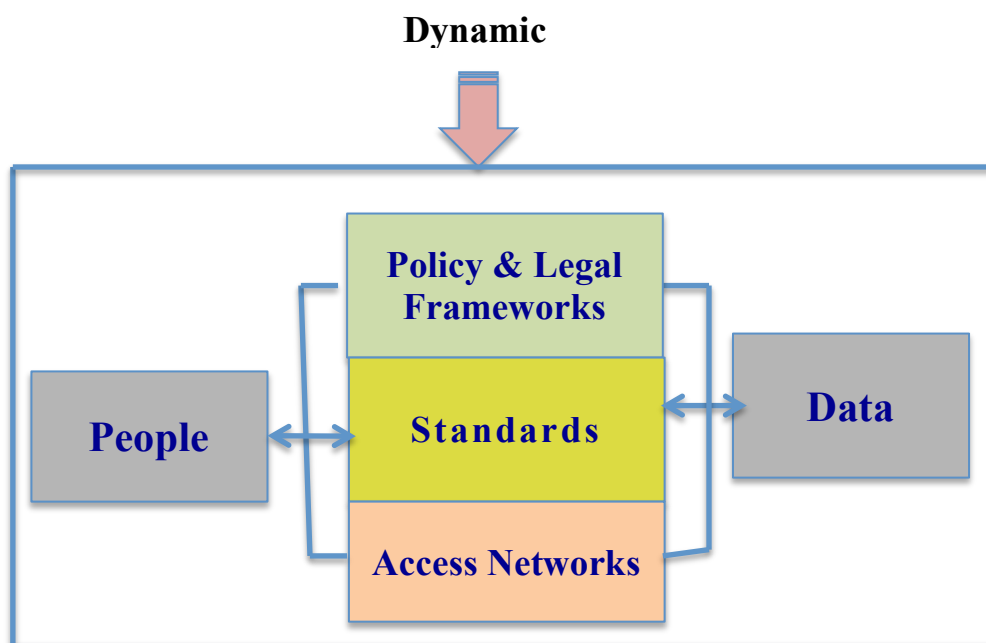 Dynamic
Policy & Legal
Frameworks
People
Standards
Data
Access Networks